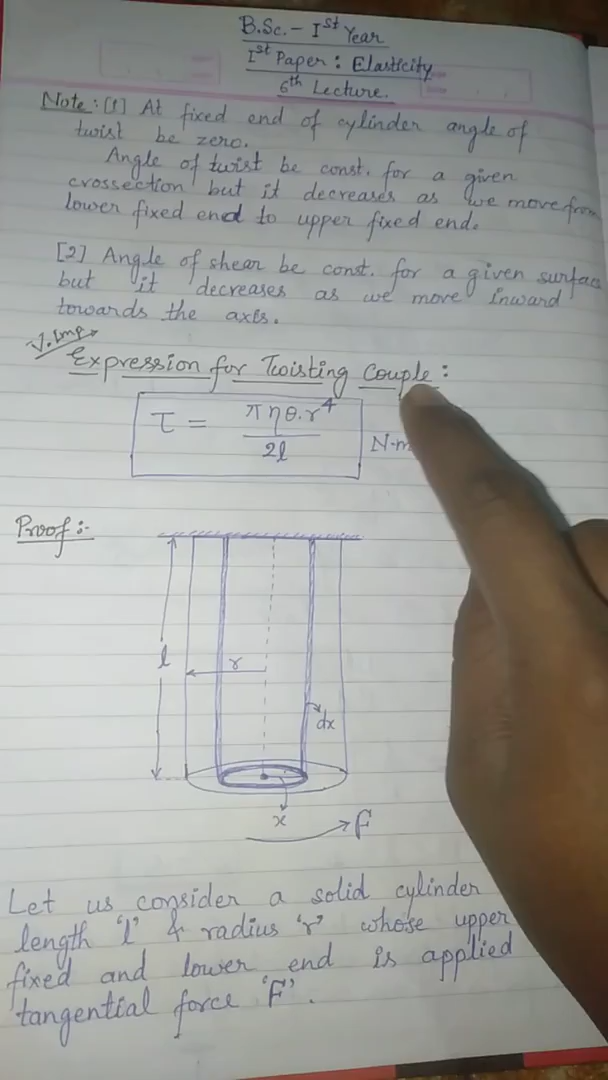 B.Sc. - Ist Year
Ist Paper : Elasticity
6th Lecture.
Note : [1] At fixed end of cylinder angle of
twist be zero.
Angle of twist be const. for a given
crossection but it decreases as we move from
lower fixed end to upper fixed end.
[2] Angle of shear be const. for a given surfac
but it decreases as we move inward
towards the axis.
V. Imp
Expression for Twisting Couple :
τ = πηθ.r⁴ / 2l
N-m
Proof :-
l
r
dx
x
F
Let us consider a solid cylinder
length 'l' & radius 'r' whose upper
fixed and lower end is applied
tangential force 'F'.